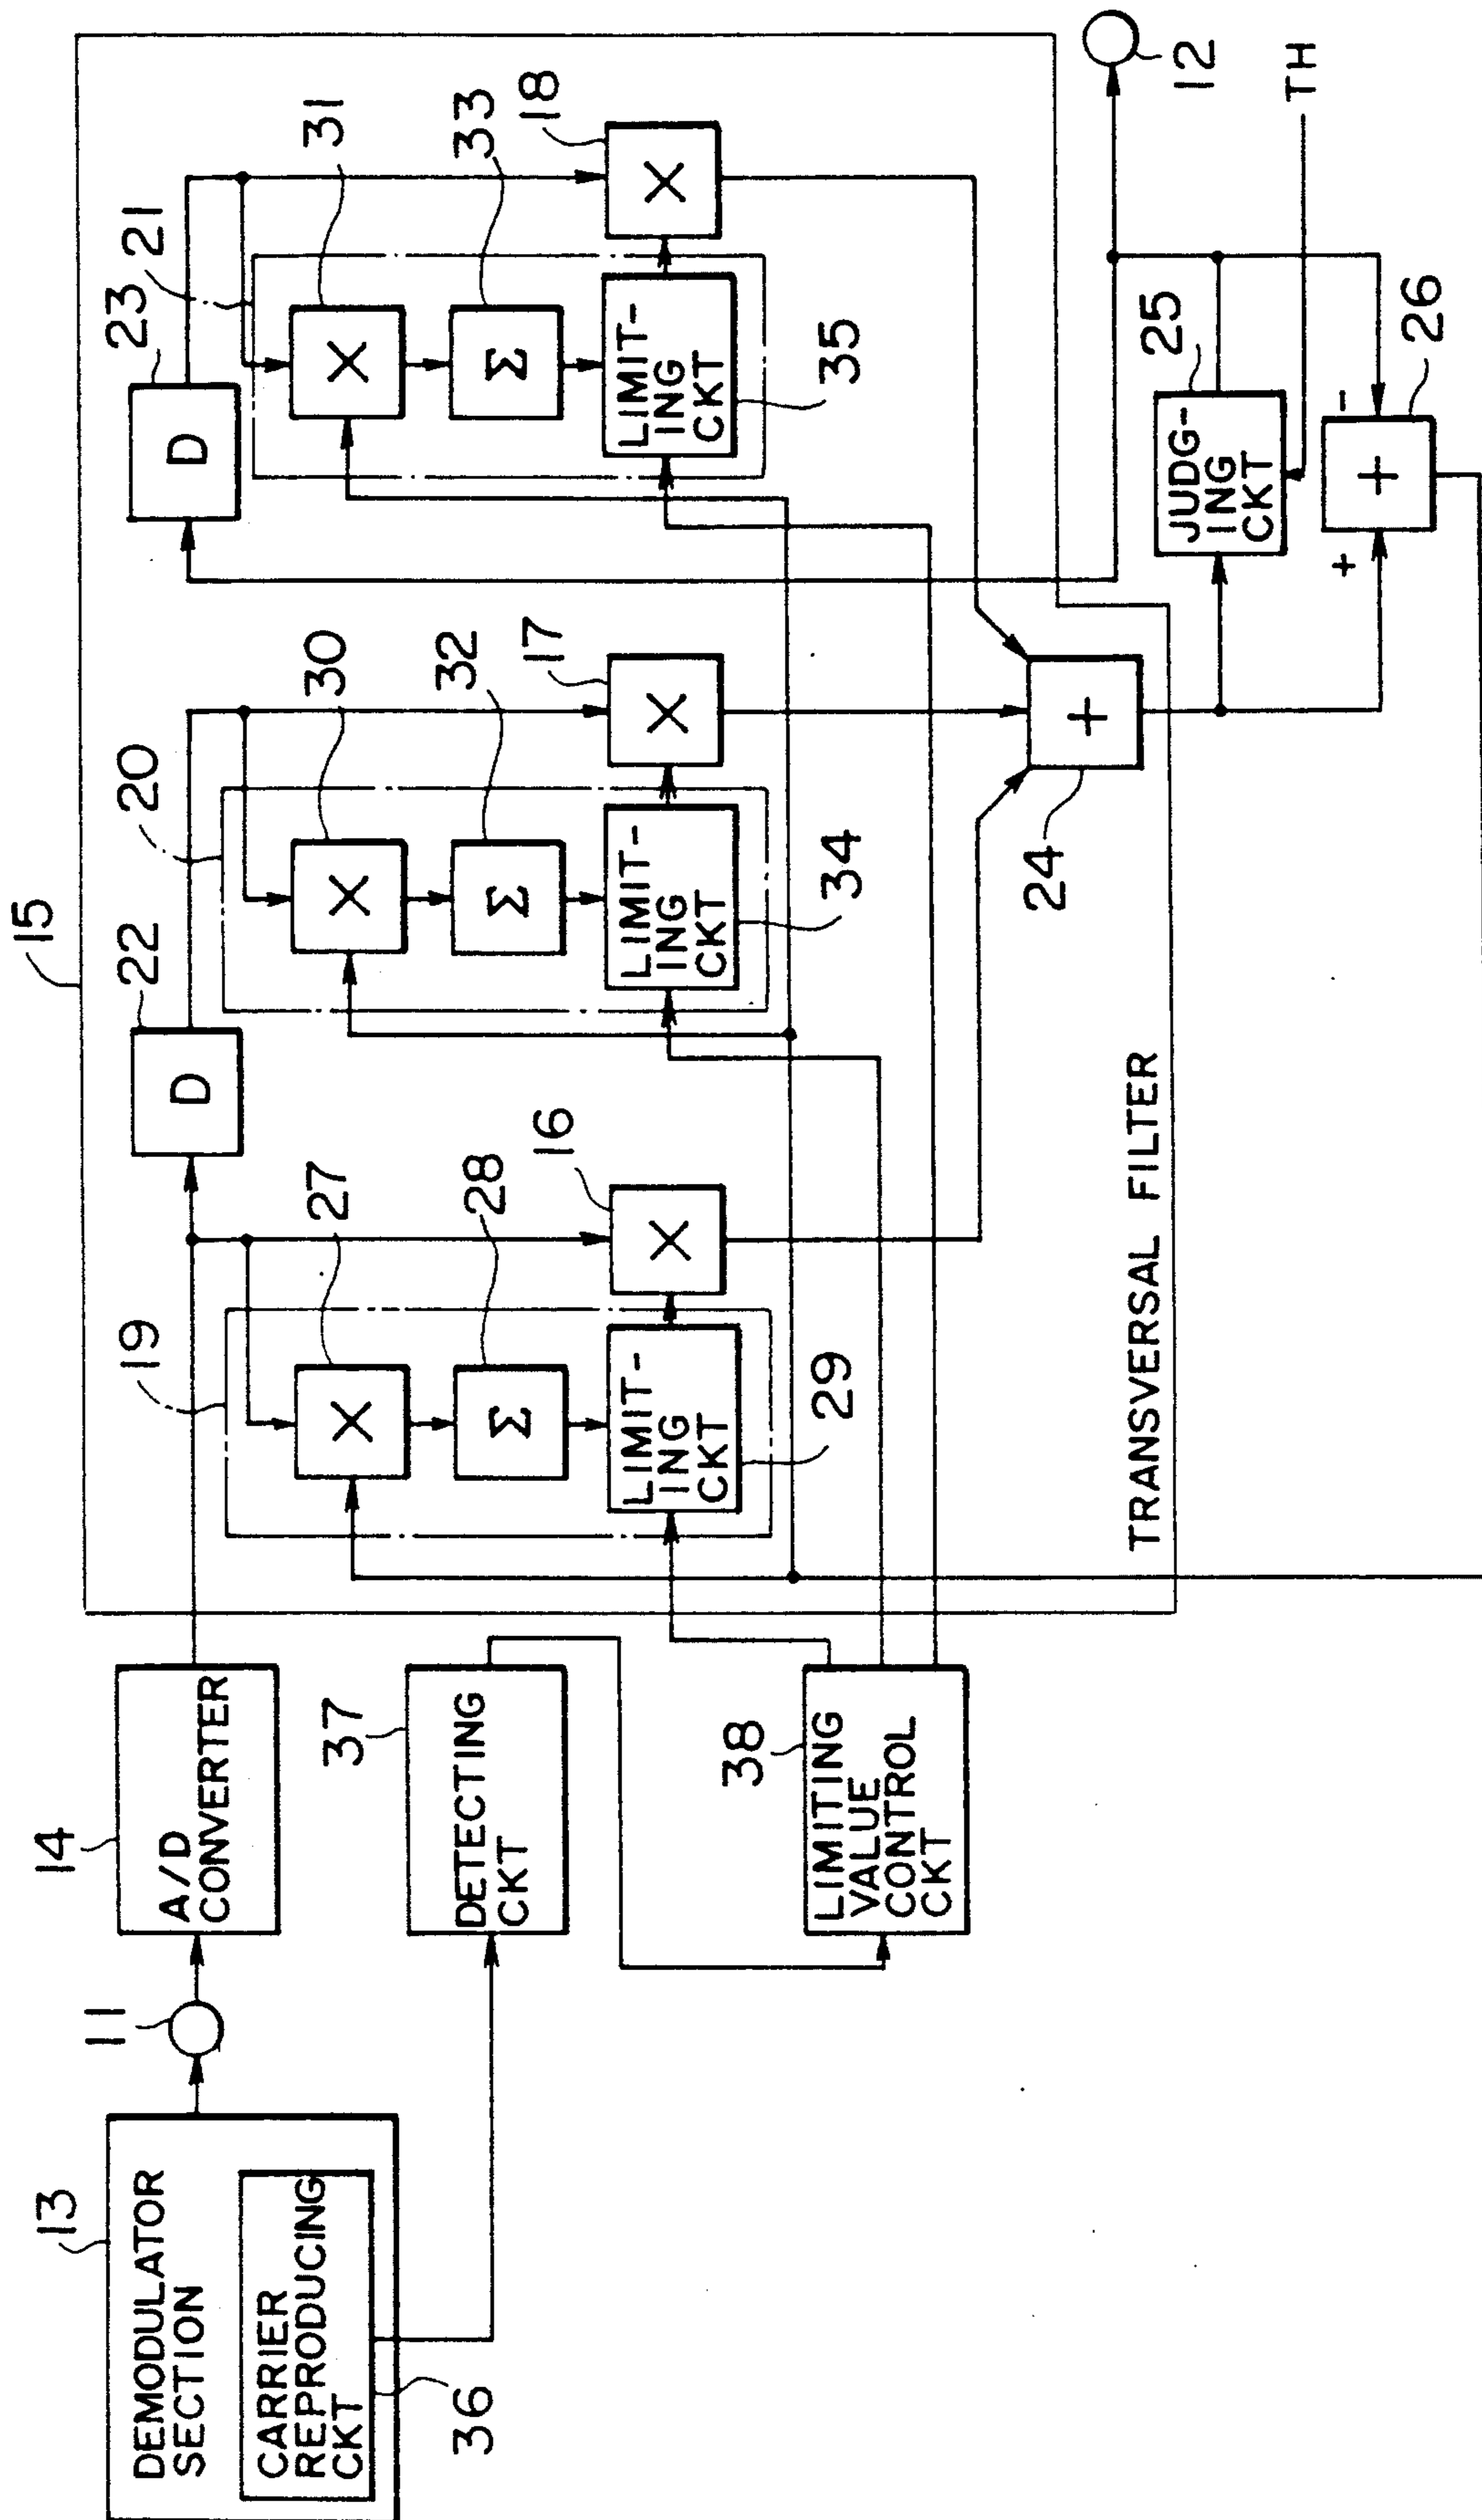 13
DEMODULATOR
SECTION
CARRIER
REPRODUCING
CKT
36
11
14
A/D
CONVERTER
37
DETECTING
CKT
38
LIMITING
VALUE
CONTROL
CKT
15
19
27
X
28
Σ
LIMIT-
ING
CKT
29
16
X
22
D
20
30
X
32
Σ
LIMIT-
ING
CKT
34
17
X
23
D
21
31
X
33
Σ
LIMIT-
ING
CKT
35
18
X
24
+
TRANSVERSAL FILTER
25
JUDG-
ING
CKT
TH
26
+
+
-
12